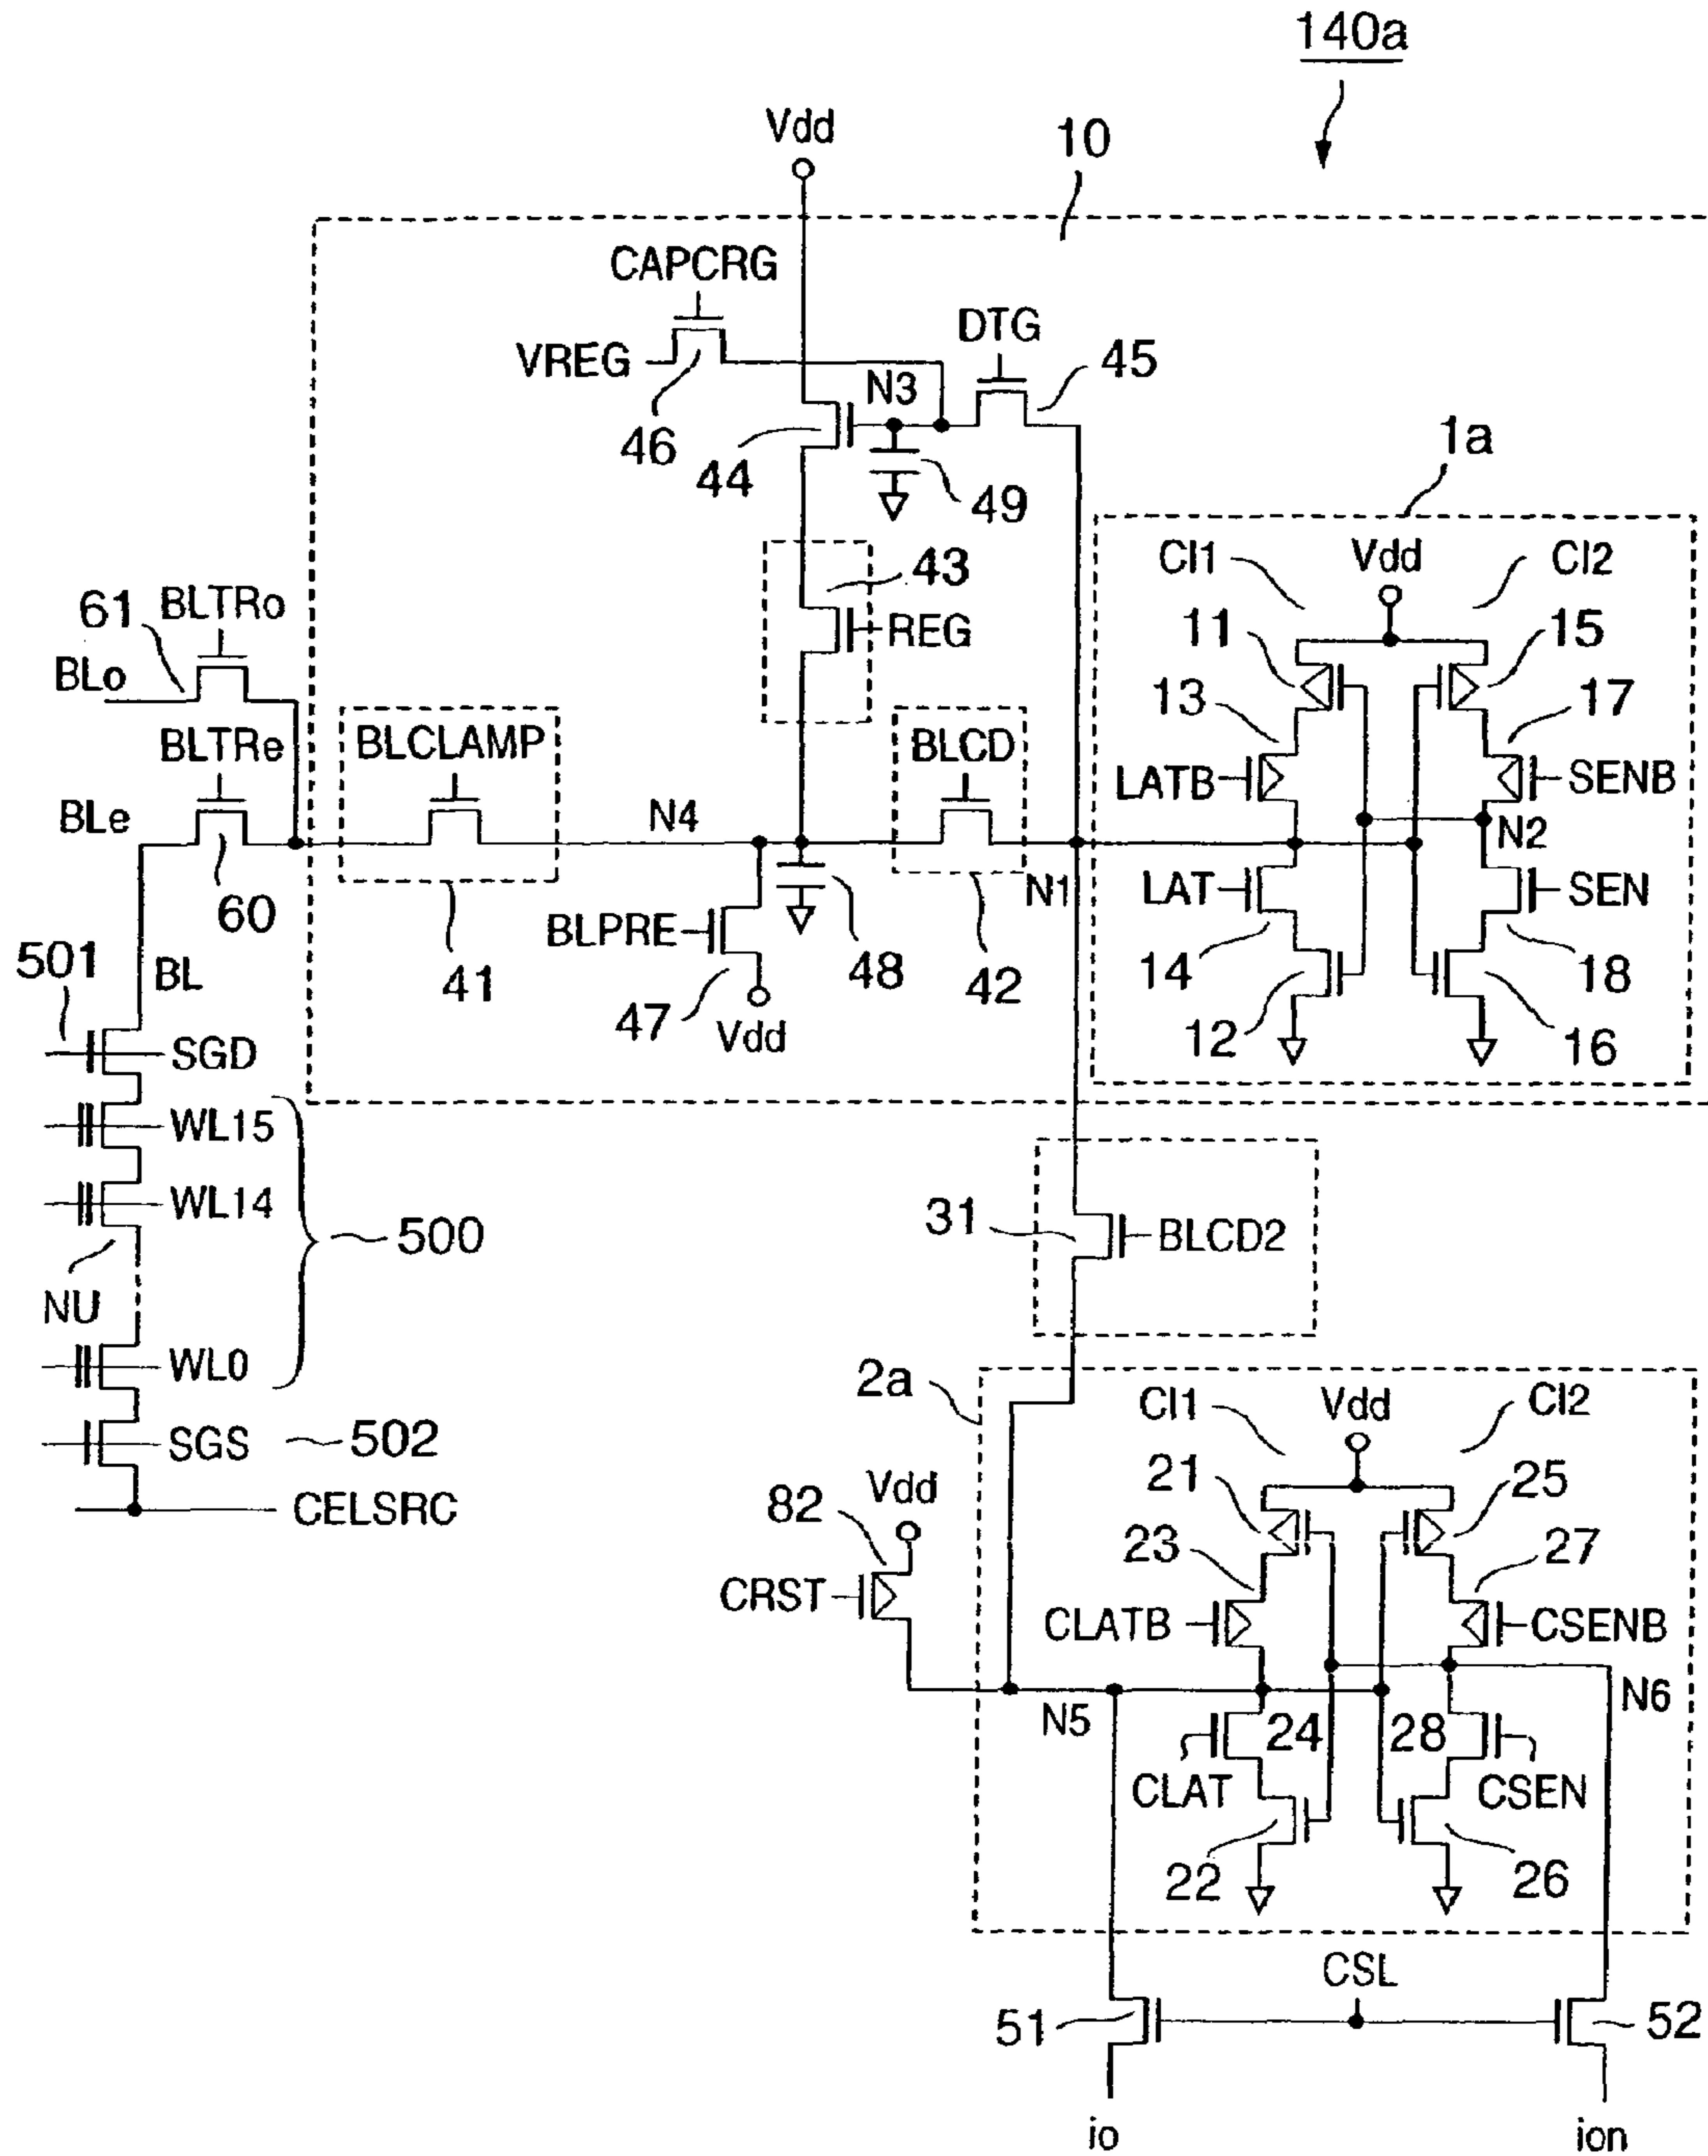 140a
Vdd
10
CAPCRG
DTG
VREG
N3
45
46
44
49
1a
CI1
Vdd
CI2
43
11
15
61
BLTRo
REG
13
17
BLo
BLTRe
BLCLAMP
BLCD
LATB
SENB
BLe
N4
N2
N1
LAT
SEN
60
BLPRE
48
14
18
501
BL
41
42
47
Vdd
12
16
SGD
WL15
WL14
500
31
BLCD2
NU
WL0
2a
CI1
Vdd
CI2
SGS
502
21
25
82
Vdd
CELSRC
23
27
CRST
CLATB
CSENB
N5
24
28
N6
CLAT
CSEN
22
26
CSL
51
52
io
ion